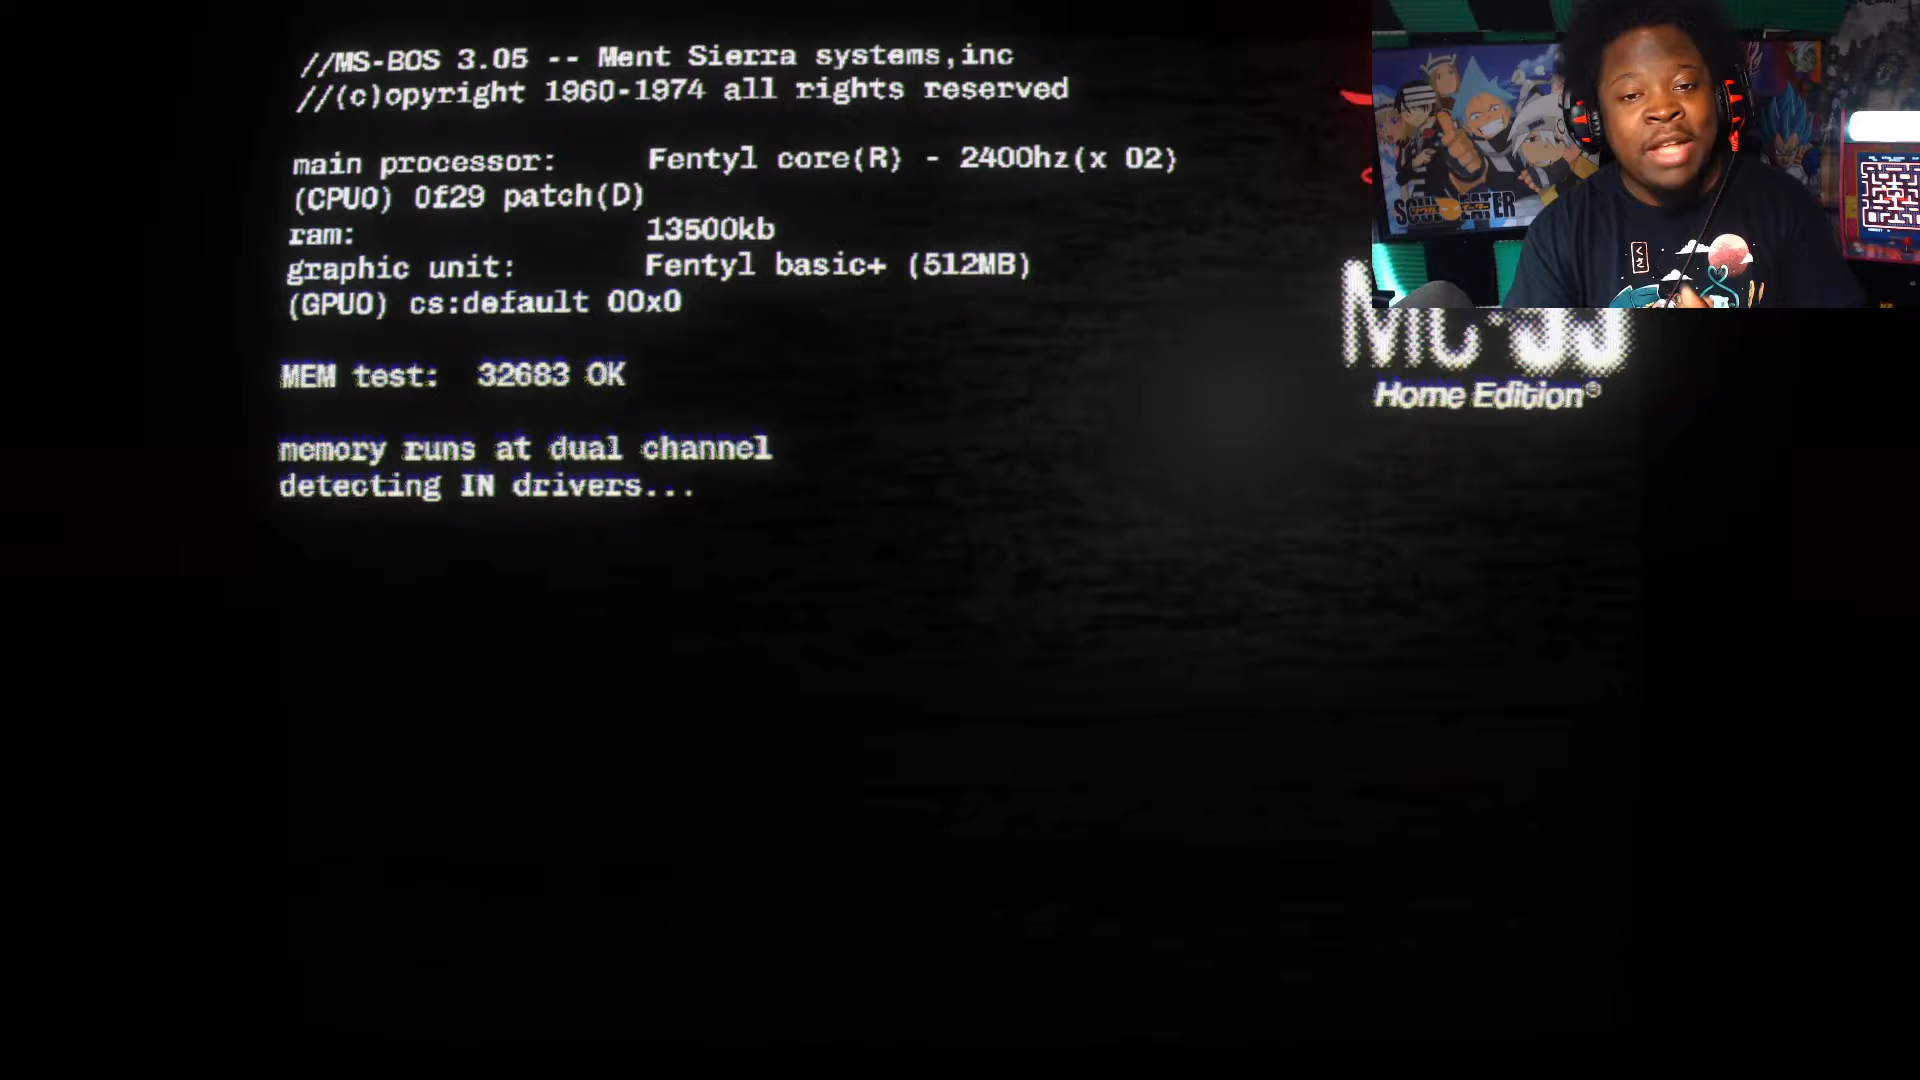 //MS-BOS 3.05 -- Ment Sierra systems,inc
//(c)opyright 1960-1974 all rights reserved
main processor: Fentyl core(R) - 2400hz(x 02)
(CPU0) 0f29 patch(D)
ram: 13500kb
graphic unit: Fentyl basic+ (512MB)
(GPU0) cs:default 00x0
MEM test: 32683 OK
memory runs at dual channel
detecting IN drivers...
Home Edition®